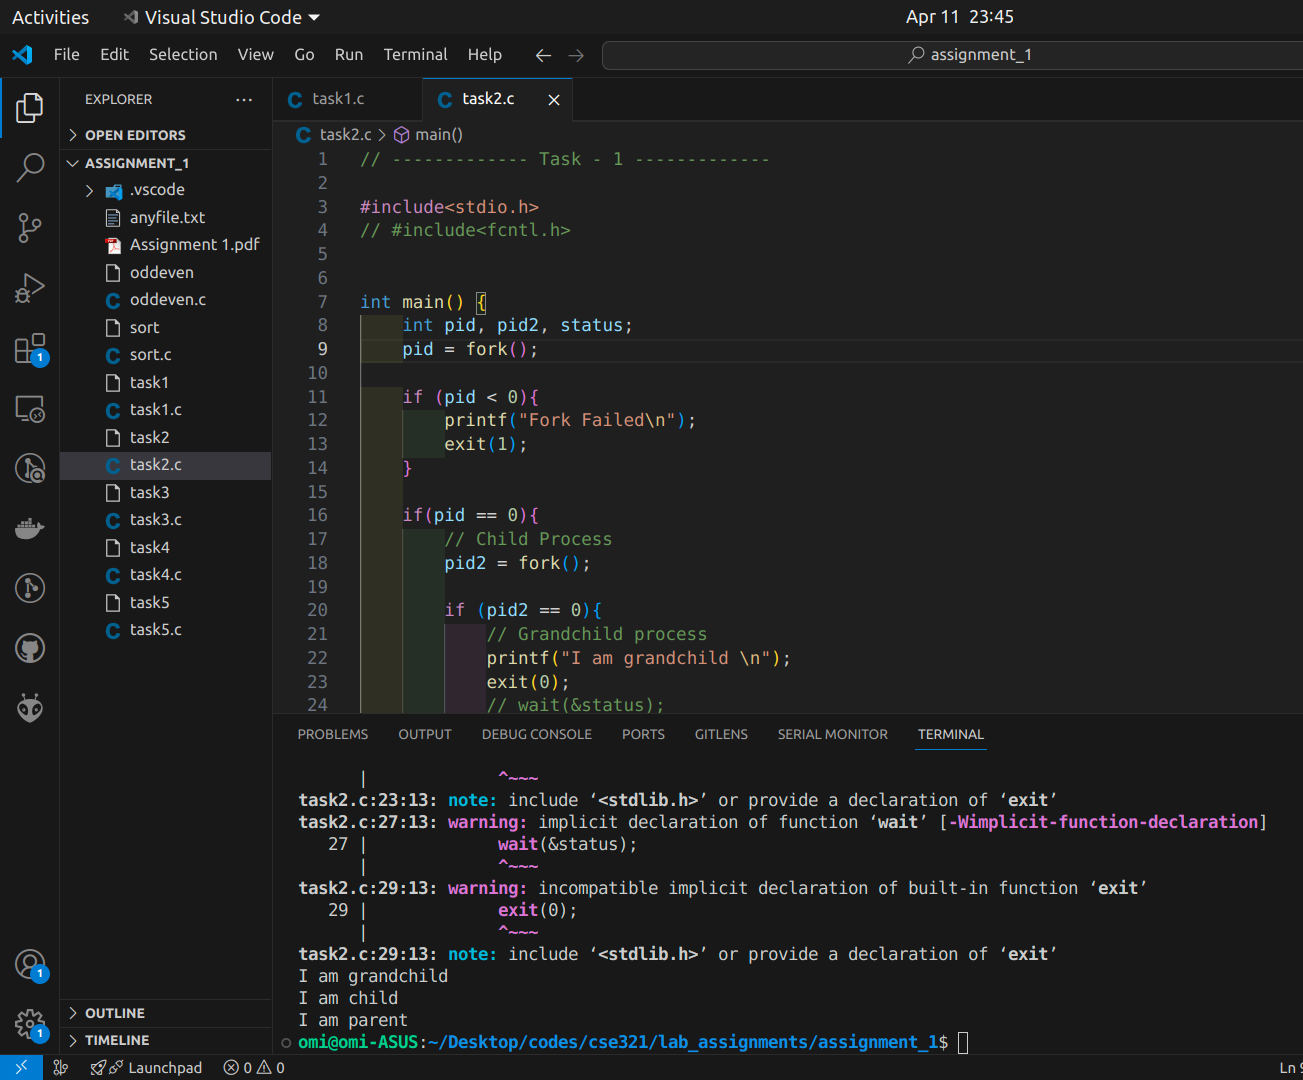 Activities Visual Studio Code Apr 11 23:45
File Edit Selection View Go Run Terminal Help assignment_1
EXPLORER
OPEN EDITORS
ASSIGNMENT_1
.vscode
anyfile.txt
Assignment 1.pdf
oddeven
oddeven.c
sort
sort.c
task1
task1.c
task2
task2.c
task3
task3.c
task4
task4.c
task5
task5.c
OUTLINE
TIMELINE
1
1
1
task1.c task2.c
task2.c > main()
1 // ------------- Task - 1 -------------
2
3 #include<stdio.h>
4 // #include<fcntl.h>
5
6
7 int main() {
8 int pid, pid2, status;
9 pid = fork();
10
11 if (pid < 0){
12 printf("Fork Failed\n");
13 exit(1);
14 }
15
16 if(pid == 0){
17 // Child Process
18 pid2 = fork();
19
20 if (pid2 == 0){
21 // Grandchild process
22 printf("I am grandchild \n");
23 exit(0);
24 // wait(&status);
PROBLEMS OUTPUT DEBUG CONSOLE PORTS GITLENS SERIAL MONITOR TERMINAL
| ^~~~
task2.c:23:13: note: include ‘<stdlib.h>’ or provide a declaration of ‘exit’
task2.c:27:13: warning: implicit declaration of function ‘wait’ [-Wimplicit-function-declaration]
27 | wait(&status);
| ^~~~
task2.c:29:13: warning: incompatible implicit declaration of built-in function ‘exit’
29 | exit(0);
| ^~~~
task2.c:29:13: note: include ‘<stdlib.h>’ or provide a declaration of ‘exit’
I am grandchild
I am child
I am parent
omi@omi-ASUS:~/Desktop/codes/cse321/lab_assignments/assignment_1$
Launchpad 0 0 Ln